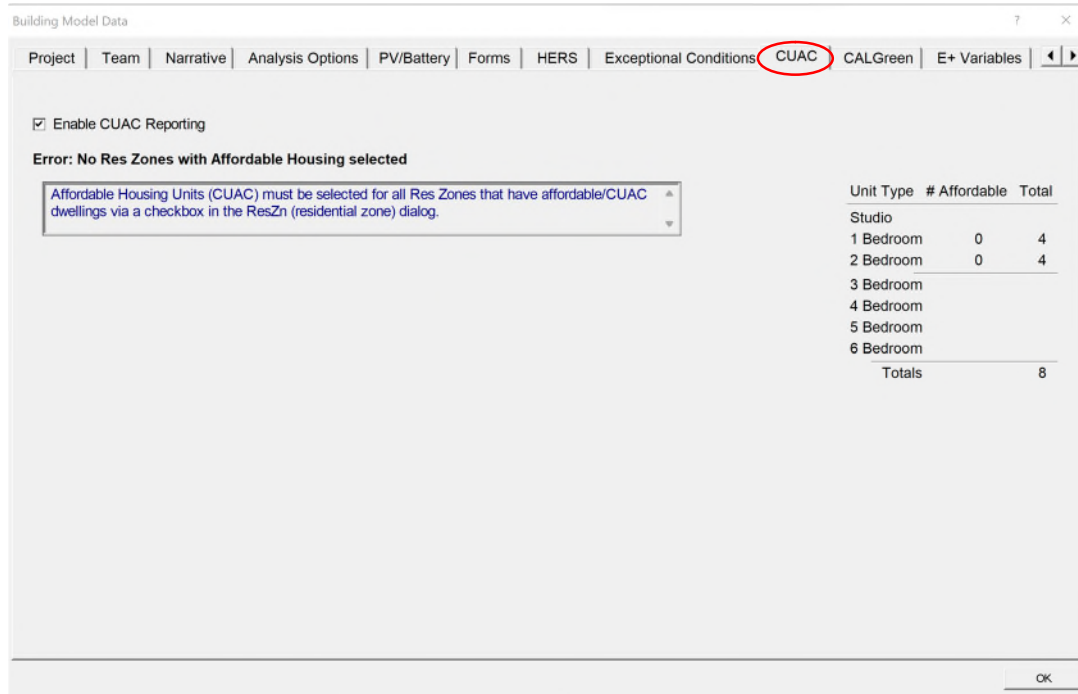 Building Model Data ? ×
Project Team Narrative Analysis Options PV/Battery Forms HERS Exceptional Conditions CUAC CALGreen E+ Variables
Enable CUAC Reporting
Error: No Res Zones with Affordable Housing selected
Affordable Housing Units (CUAC) must be selected for all Res Zones that have affordable/CUAC
dwellings via a checkbox in the ResZn (residential zone) dialog.
Unit Type # Affordable Total
Studio
1 Bedroom 0 4
2 Bedroom 0 4
3 Bedroom
4 Bedroom
5 Bedroom
6 Bedroom
Totals 8
OK